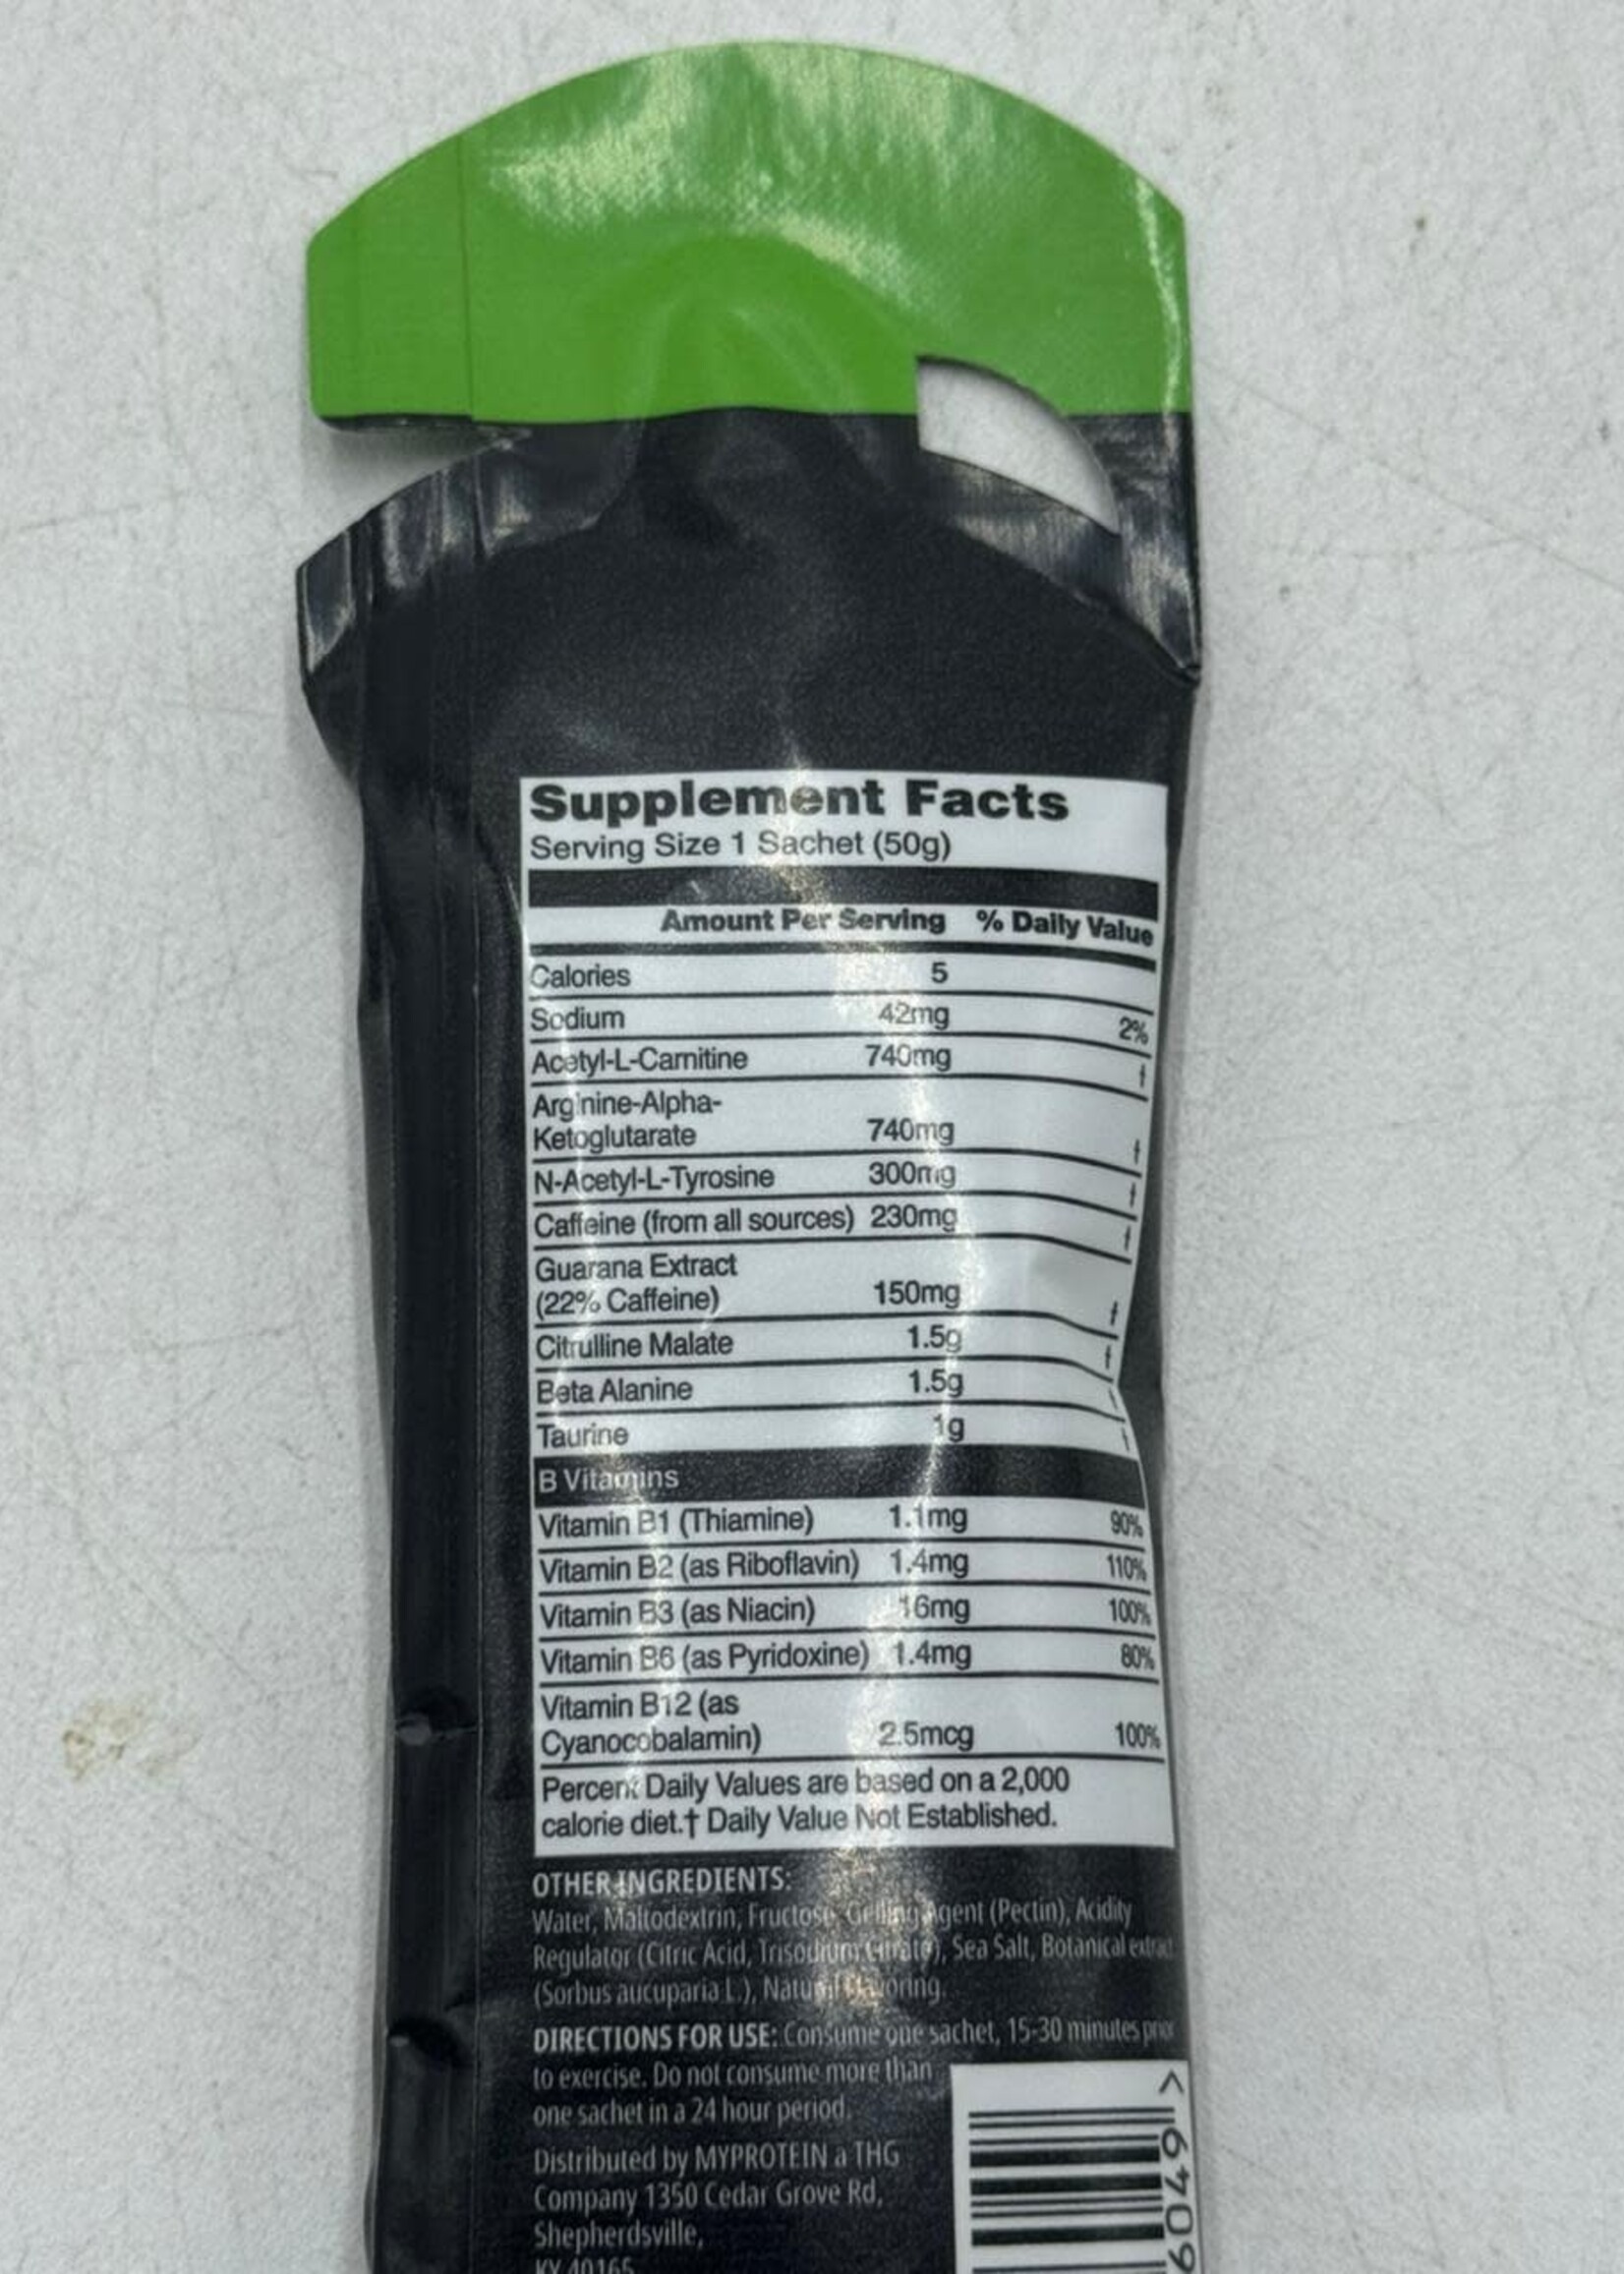 Supplement Facts
Serving Size 1 Sachet (50g)
Amount Per Serving % Daily Value
Calories 5
Sodium 42mg 2%
Acetyl-L-Carnitine 740mg †
Arginine-Alpha-
Ketoglutarate 740mg †
N-Acetyl-L-Tyrosine 300mg †
Caffeine (from all sources) 230mg †
Guarana Extract
(22% Caffeine) 150mg †
Citrulline Malate 1.5g †
Beta Alanine 1.5g †
Taurine 1g †
B Vitamins
Vitamin B1 (Thiamine) 1.1mg 90%
Vitamin B2 (as Riboflavin) 1.4mg 110%
Vitamin B3 (as Niacin) 16mg 100%
Vitamin B6 (as Pyridoxine) 1.4mg 80%
Vitamin B12 (as
Cyanocobalamin) 2.5mcg 100%
Percent Daily Values are based on a 2,000
calorie diet.† Daily Value Not Established.
OTHER INGREDIENTS:
Water, Maltodextrin, Fructose, Gelling Agent (Pectin), Acidity
Regulator (Citric Acid, Trisodium Citrate), Sea Salt, Botanical extract
(Sorbus aucuparia L.), Natural Flavoring.
DIRECTIONS FOR USE: Consume one sachet, 15-30 minutes prior
to exercise. Do not consume more than
one sachet in a 24 hour period.
Distributed by MYPROTEIN a THG
Company 1350 Cedar Grove Rd,
Shepherdsville,
KY 40165